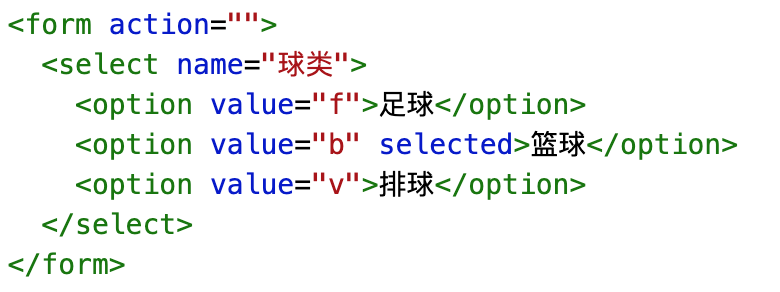 <form action="">
<select name="球类">
<option value="f">足球</option>
<option value="b" selected>篮球</option>
<option value="v">排球</option>
</select>
</form>